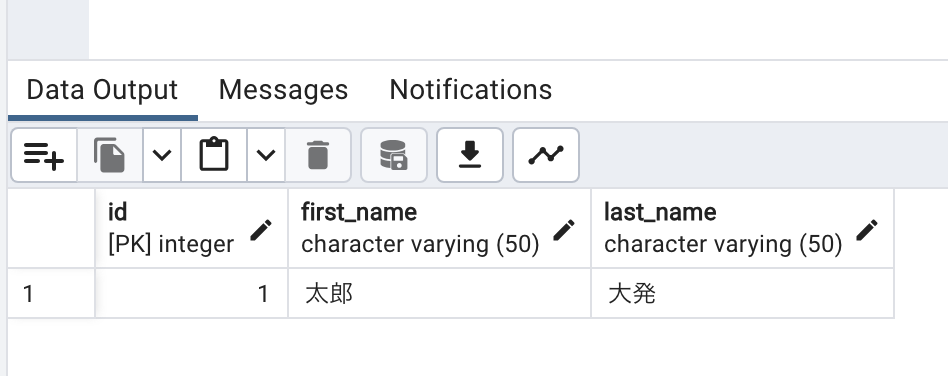 Data Output Messages Notifications
id first_name last_name
[PK] integer character varying (50) character varying (50)
1 1 太郎 大発